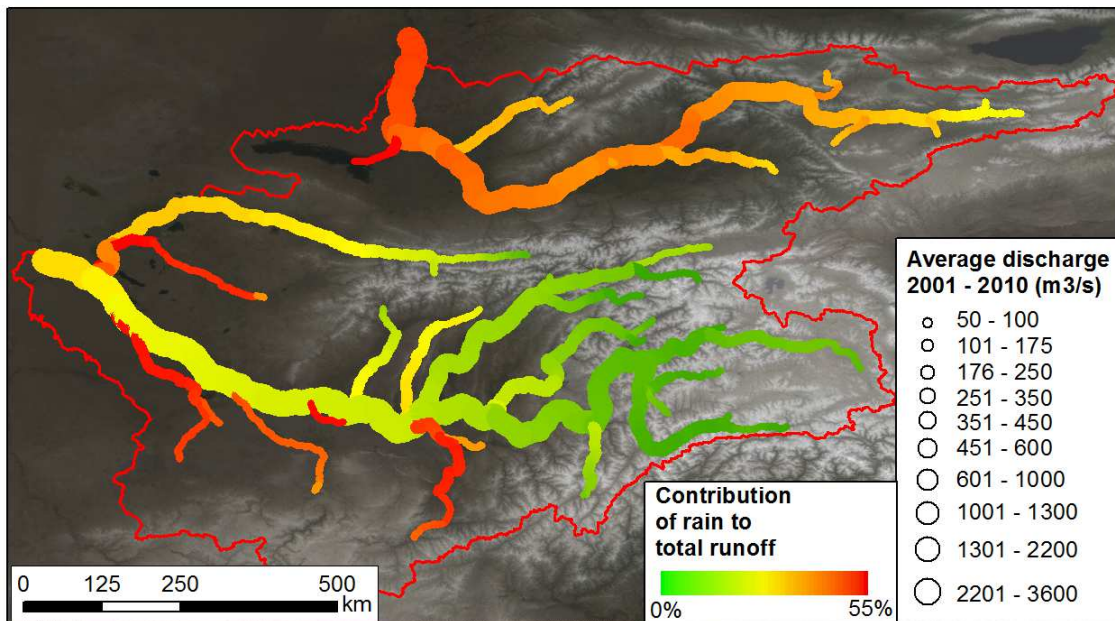 Average discharge
2001 - 2010 (m3/s)
50 - 100
101 - 175
176 - 250
251 - 350
351 - 450
451 - 600
601 - 1000
1001 - 1300
1301 - 2200
2201 - 3600
Contribution
of rain to
total runoff
0% 55%
0 125 250 500
km